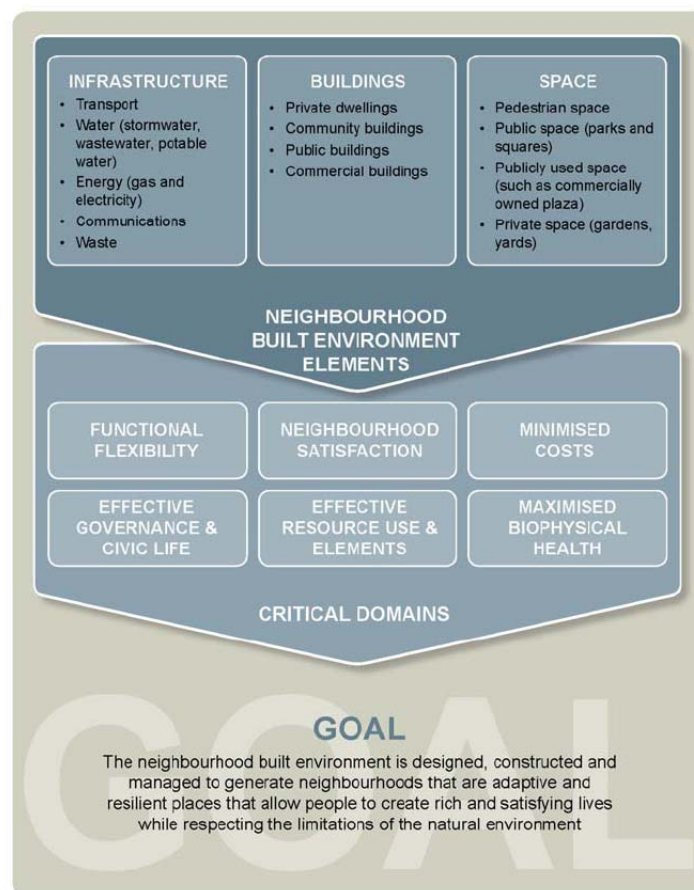 INFRASTRUCTURE
• Transport
• Water (stormwater,
wastewater, potable
water)
• Energy (gas and
electricity)
- Communications
• Waste
BUILDINGS
• Private dwellings
• Community buildings
• Public buildings
• Commercial buildings
SPACE
• Pedestrian space
• Public space (parks and
squares)
- Publicly used space
(such as commercially
owned plaza)
• Private space (gardens,
yards)
NEIGHBOURHOOD
BUILT ENVIRONMENT
ELEMENTS
FUNCTIONAL
FLEXIBILITY
NEIGHBOURHOOD
SATISFACTION
MINIMISED
COSTS
EFFECTIVE
GOVERNANCE &
CIVIC LIFE
EFFECTIVE
RESOURCE USE &
ELEMENTS
MAXIMISED
BIOPHYSICAL
HEALTH
CRITICAL DOMAINS
GOAL
GOAL
The neighbourhood built environment is designed, constructed and
managed to generate neighbourhoods that are adaptive and
resilient places that allow people to create rich and satisfying lives
while respecting the limitations of the natural environment